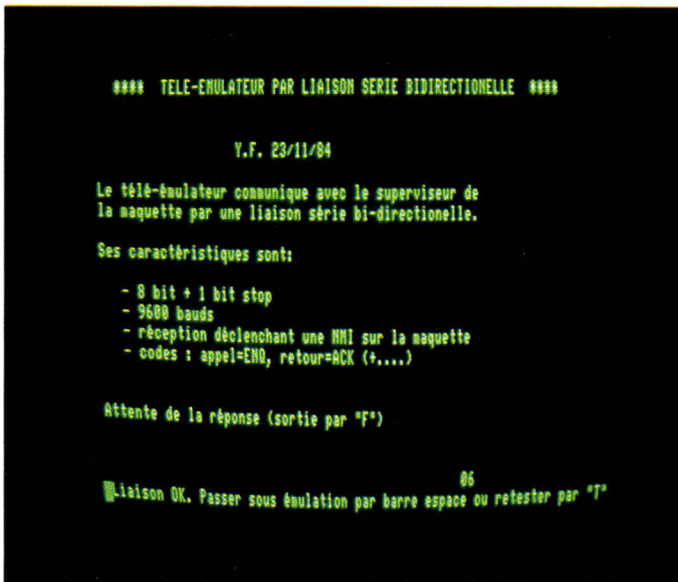 **** TELE-EMULATEUR PAR LIAISON SERIE BIDIRECTIONELLE ****
Y.F. 23/11/84
Le télé-émulateur communique avec le superviseur de
la maquette par une liaison série bi-directionelle.
Ses caractéristiques sont:
- 8 bit + 1 bit stop
- 9600 bauds
- réception déclenchant une NMI sur la maquette
- codes : appel=ENQ, retour=ACK (+....)
Attente de la réponse (sortie par "F")
06
Liaison OK. Passer sous émulation par barre espace ou retester par "T"